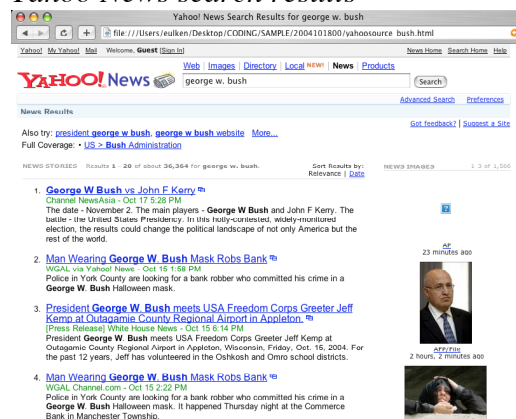 Yahoo News search results
Yahoo! News Search Results for george w. bush
file:///Users/eulken/Desktop/CODING/SAMPLE/2004101800/yahoosource_bush.html
Yahoo! My Yahoo! Mail Welcome, Guest [Sign In] News Home Search Home Help
Web | Images | Directory | Local NEW! | News | Products
YAHOO! News george w. bush Search
Advanced Search Preferences
News Results
Got feedback? | Suggest a Site
Also try: president george w bush, george w bush website More...
Full Coverage: • US > Bush Administration
NEWS STORIES Results 1 - 20 of about 36,364 for george w. bush. Sort Results by: NEWS IMAGES 1 - 3 of 1,566
Relevance | Date
1. George W Bush vs John F Kerry
Channel NewsAsia - Oct 17 5:28 PM
The date - November 2. The main players - George W Bush and John F Kerry. The
battle - the United States Presidency. In this hotly-contested, widely-monitored
election, the results could change the political landscape of not only America but the
rest of the world.
AP
23 minutes ago
2. Man Wearing George W. Bush Mask Robs Bank
WGAL via Yahoo! News - Oct 15 1:58 PM
Police in York County are looking for a bank robber who committed his crime in a
George W. Bush Halloween mask.
3. President George W. Bush meets USA Freedom Corps Greeter Jeff
Kemp at Outagamie County Regional Airport in Appleton.
[Press Release] White House News - Oct 15 6:14 PM
President George W. Bush meets USA Freedom Corps Greeter Jeff Kemp at
Outagamie County Regional Airport in Appleton, Wisconsin, Friday, Oct. 15, 2004. For
the past 12 years, Jeff has volunteered in the Oshkosh and Omro school districts.
AFP/File
2 hours, 2 minutes ago
4. Man Wearing George W. Bush Mask Robs Bank
WGAL Channel.com - Oct 15 2:22 PM
Police in York County are looking for a bank robber who committed his crime in a
George W. Bush Halloween mask. It happened Thursday night at the Commerce
Bank in Manchester Township.